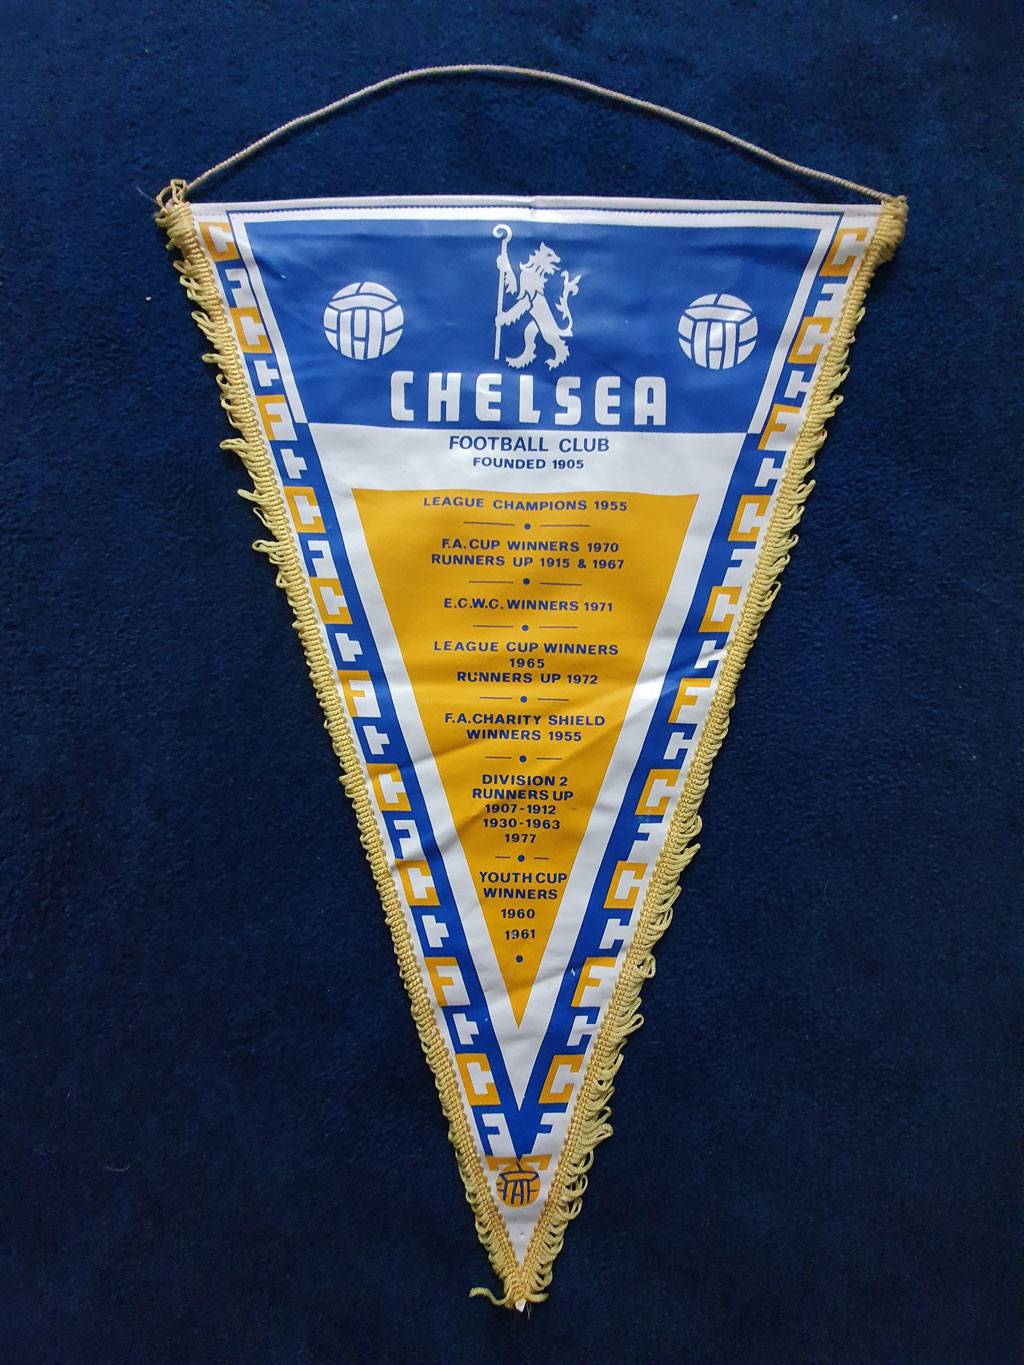 CHELSEA
FOOTBALL CLUB
FOUNDED 1905
LEAGUE CHAMPIONS 1955
F.A. CUP WINNERS 1970
RUNNERS UP 1915 & 1967
E.C.W.C. WINNERS 1971
LEAGUE CUP WINNERS
1965
RUNNERS UP 1972
F.A. CHARITY SHIELD
WINNERS 1955
DIVISION 2
RUNNERS UP
1907-1912
1930-1963
1977
YOUTH CUP
WINNERS
1960
1961